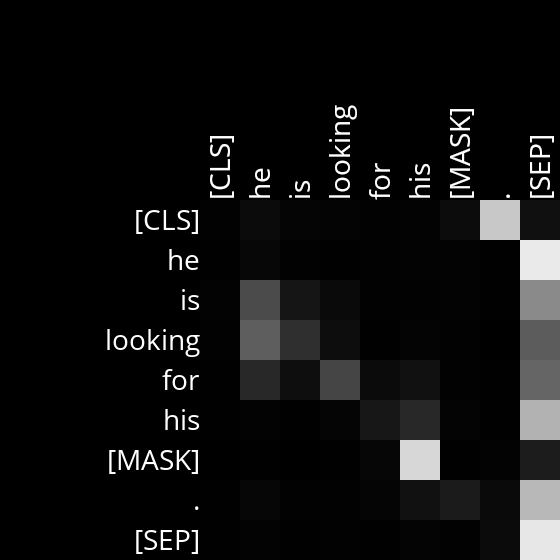 [CLS]
he
is
looking
for
his
[MASK]
.
[SEP]
[CLS]
he
is
looking
for
his
[MASK]
.
[SEP]